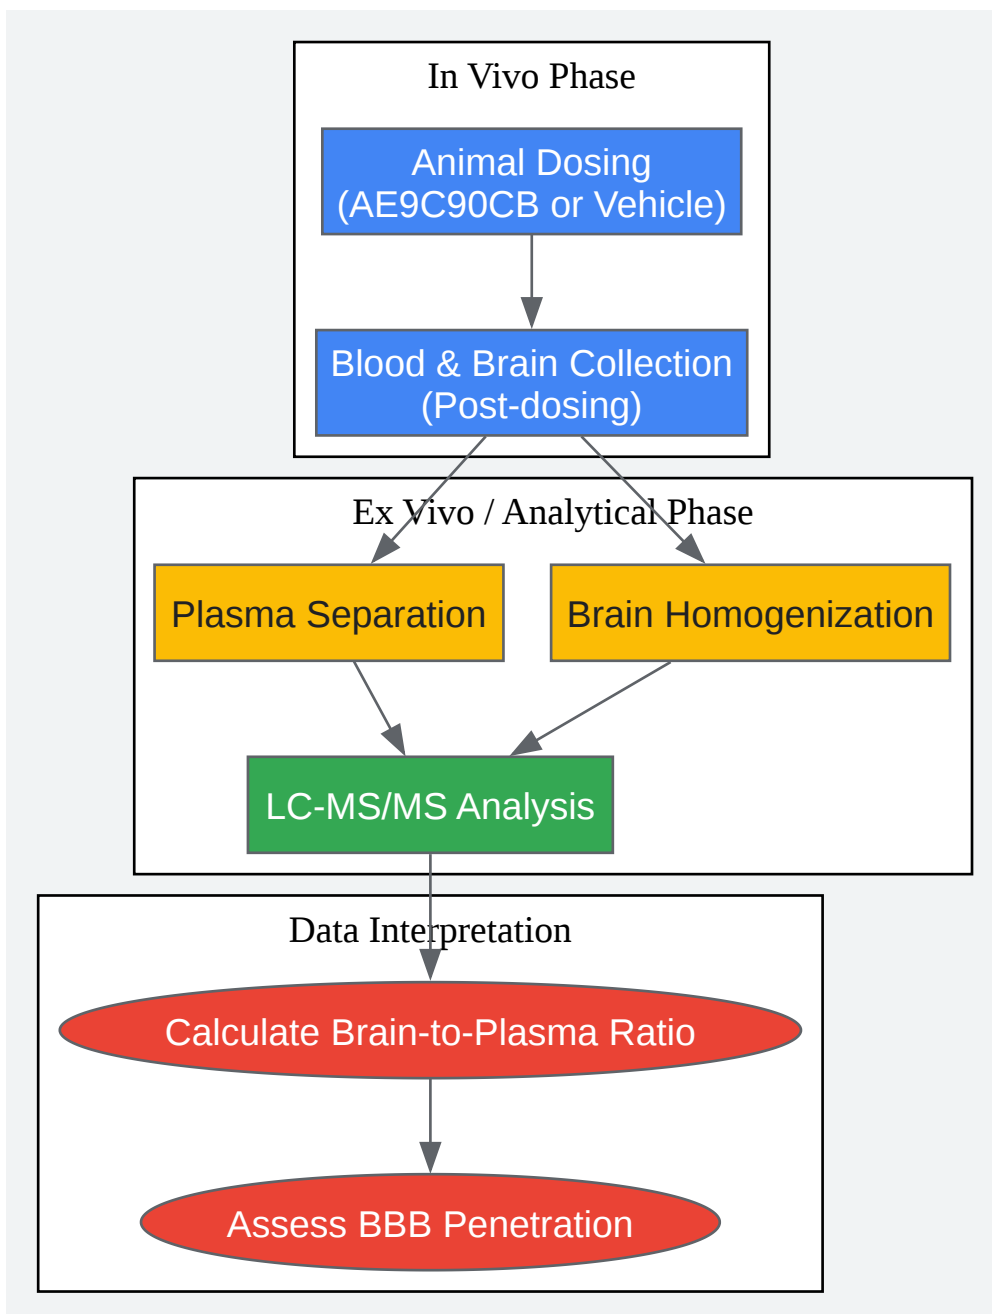 In Vivo Phase
Animal Dosing
(AE9C90CB or Vehicle)
Blood & Brain Collection
(Post-dosing)
Ex Vivo / Analytical Phase
Plasma Separation
Brain Homogenization
LC-MS/MS Analysis
Data Interpretation
Calculate Brain-to-Plasma Ratio
Assess BBB Penetration